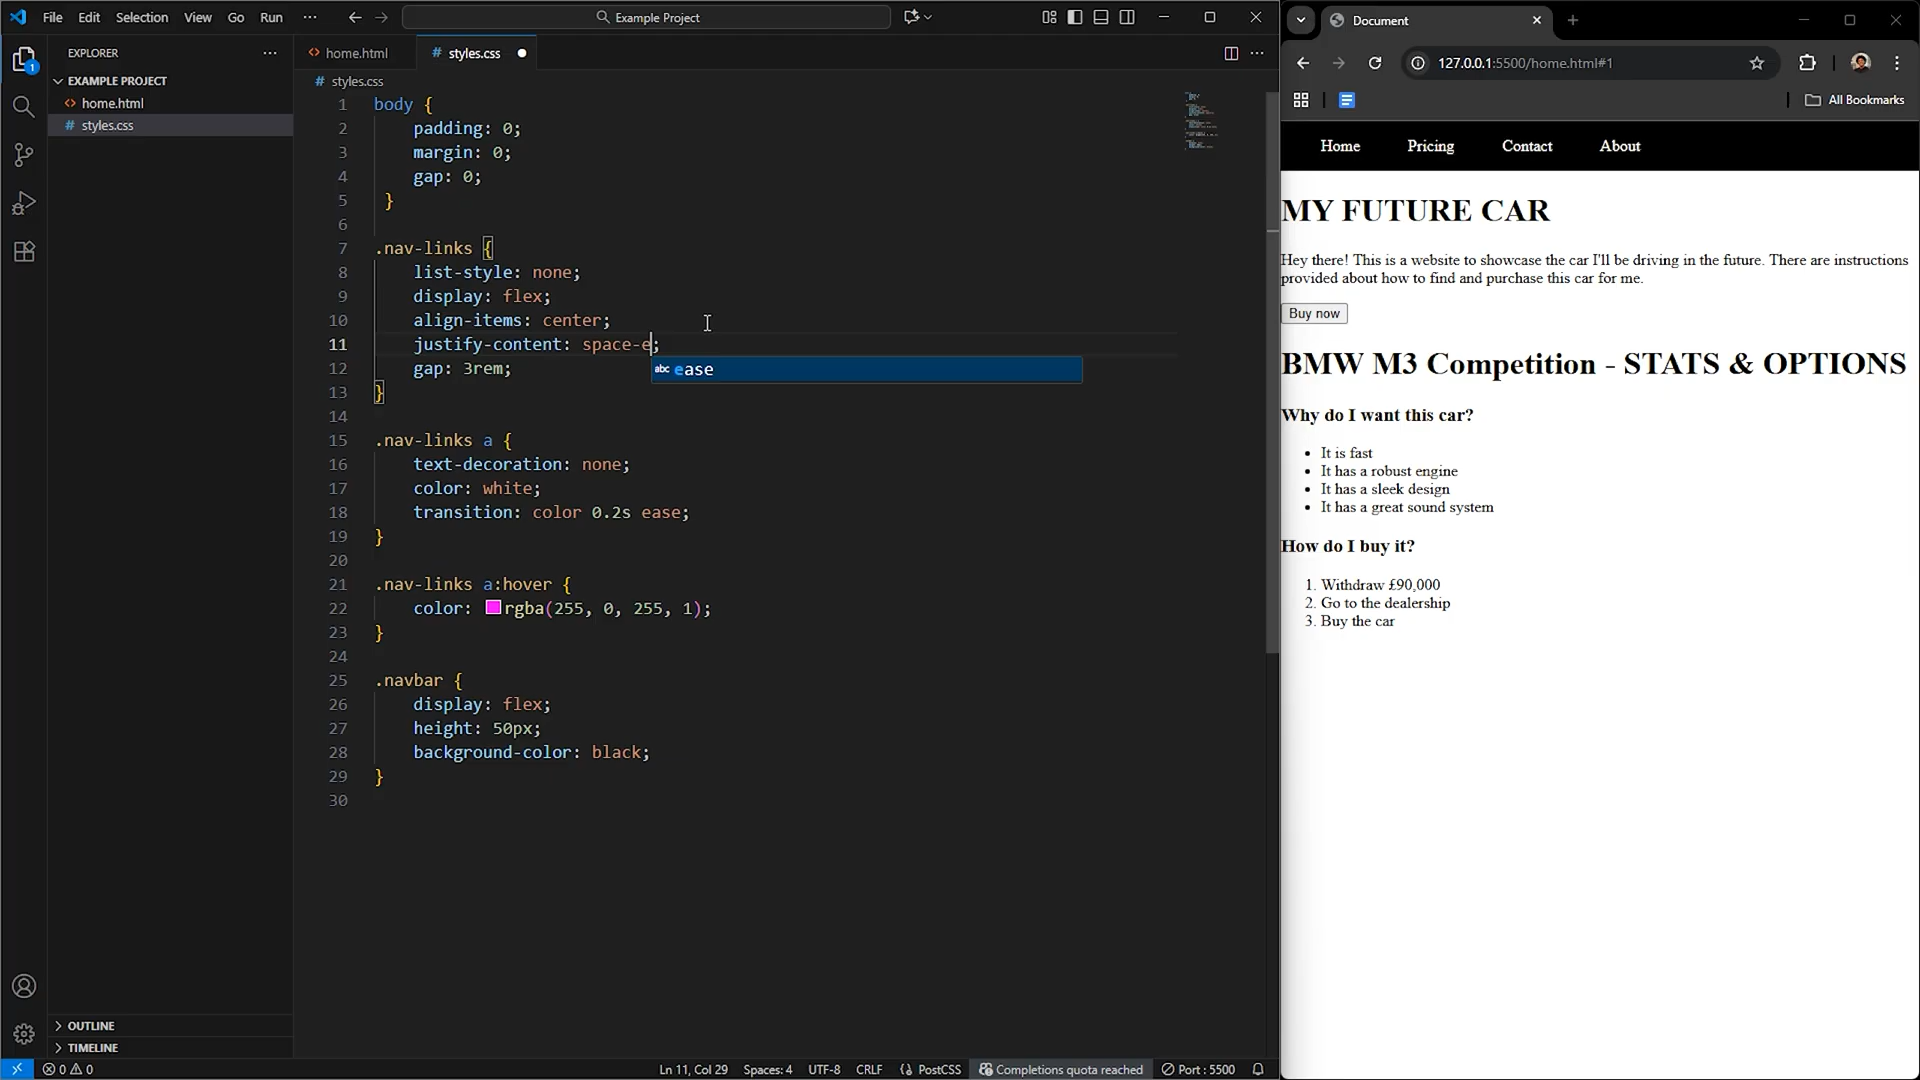 File Edit Selection View Go Run ··· Example Project
EXPLORER ···
EXAMPLE PROJECT
home.html
styles.css
OUTLINE
TIMELINE
home.html
styles.css
styles.css
1 body {
2 padding: 0;
3 margin: 0;
4 gap: 0;
5 }
6
7 .nav-links {
8 list-style: none;
9 display: flex;
10 align-items: center;
11 justify-content: space-e;
abc ease
12 gap: 3rem;
13 }
14
15 .nav-links a {
16 text-decoration: none;
17 color: white;
18 transition: color 0.2s ease;
19 }
20
21 .nav-links a:hover {
22 color: rgba(255, 0, 255, 1);
23 }
24
25 .navbar {
26 display: flex;
27 height: 50px;
28 background-color: black;
29 }
30
1
0 0 Ln 11, Col 29 Spaces: 4 UTF-8 CRLF {} PostCSS Completions quota reached Port : 5500
Document
127.0.0.1:5500/home.html#1
All Bookmarks
Home Pricing Contact About
MY FUTURE CAR
Hey there! This is a website to showcase the car I'll be driving in the future. There are instructions
provided about how to find and purchase this car for me.
Buy now
BMW M3 Competition - STATS & OPTIONS
Why do I want this car?
• It is fast
• It has a robust engine
• It has a sleek design
• It has a great sound system
How do I buy it?
1. Withdraw £90,000
2. Go to the dealership
3. Buy the car